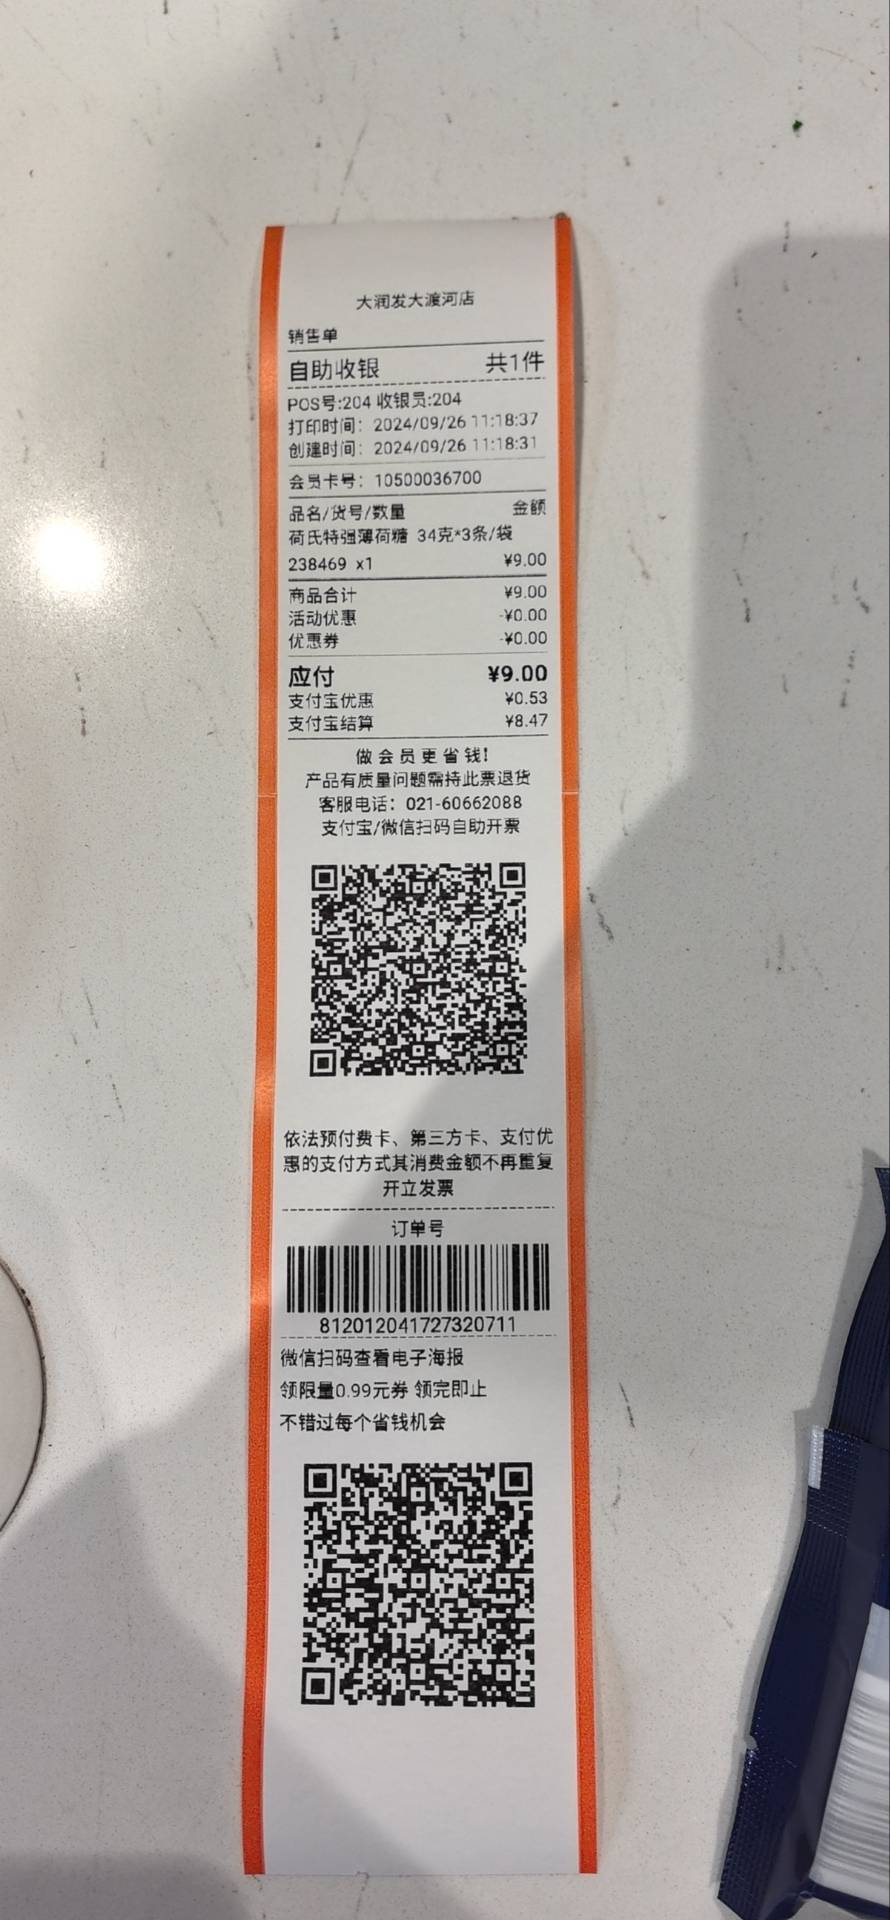 大润发大渡河店
销售单
自助收银 共1件
POS号:204 收银员:204
打印时间: 2024/09/26 11:18:37
创建时间: 2024/09/26 11:18:31
会员卡号: 10500036700
品名/货号/数量 金额
荷氏特强薄荷糖 34克*3条/袋
238469 x1 ¥9.00
商品合计 ¥9.00
活动优惠 -¥0.00
优惠券 -¥0.00
应付 ¥9.00
支付宝优惠 ¥0.53
支付宝结算 ¥8.47
做会员更省钱!
产品有质量问题需持此票退货
客服电话: 021-60662088
支付宝/微信扫码自助开票
依法预付费卡、第三方卡、支付优
惠的支付方式其消费金额不再重复
开立发票
订单号
812012041727320711
微信扫码查看电子海报
领限量0.99元券 领完即止
不错过每个省钱机会